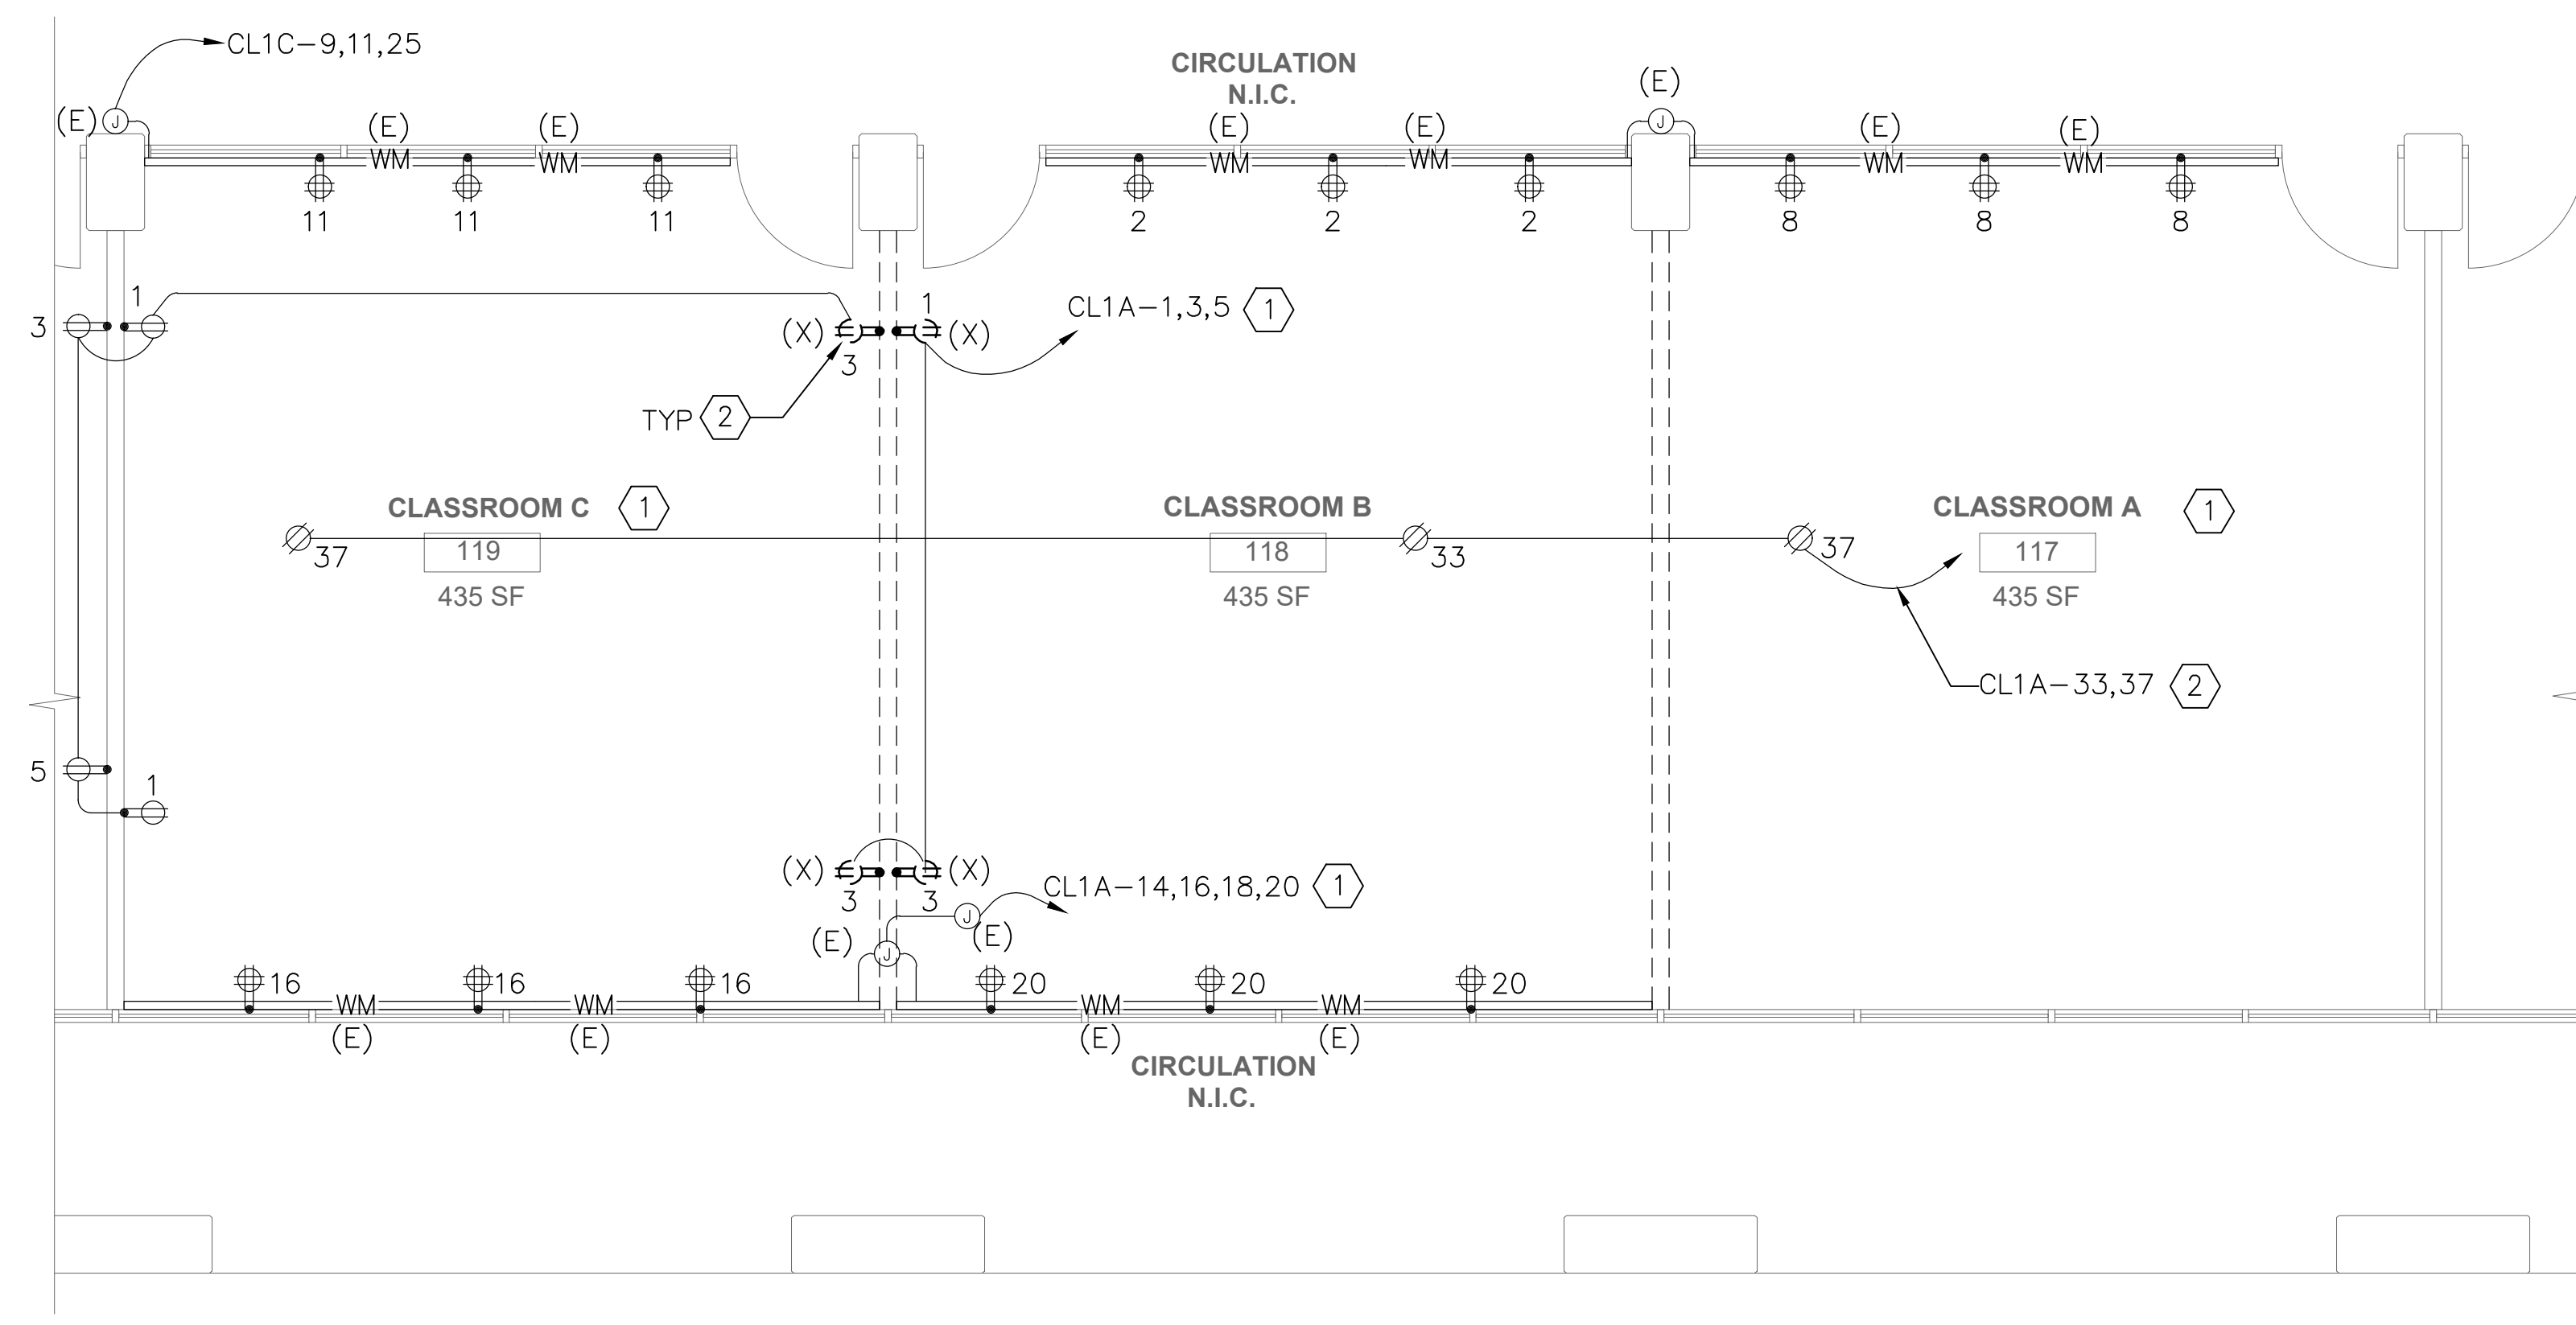 CL1C-9,11,25
CIRCULATION
N.I.C.
(E)
(E) J (E) (E) (E) (E) J (E) (E)
WM WM WM WM WM WM
11 11 11 2 2 2 8 8 8
1 1 CL1A-1,3,5 1
3 (X) (X)
3
TYP 2
CLASSROOM C 1 CLASSROOM B CLASSROOM A 1
119 118 117
37 33 37
435 SF 435 SF 435 SF
CL1A-33,37 2
5 1
(X) (X)
3 3 CL1A-14,16,18,20 1
J
(E) J (E)
16 16 16 20 20 20
WM WM WM WM
(E) (E) (E) (E)
CIRCULATION
N.I.C.